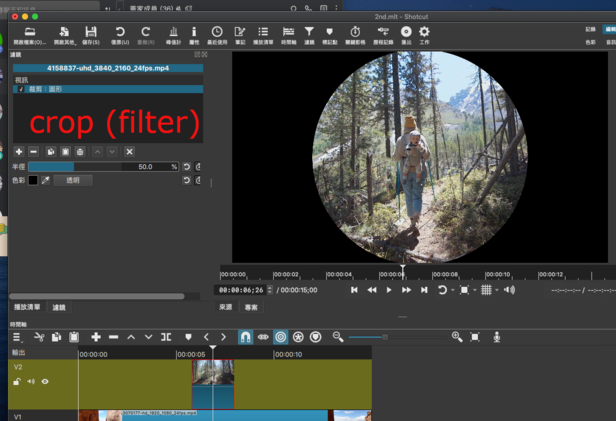 2nd.mlt - Shotcut
開啟檔案(O)...
開啟其他...
儲存(S)
復原(U)
重做(R)
峰值計
屬性
最近使用
筆記
播放清單
時間軸
濾鏡
標記點
關鍵影格
歷程記錄
匯出
工作
記錄
編輯
色彩
音訊
濾鏡
4158837-uhd_3840_2160_24fps.mp4
視訊
裁剪:圓形
crop (filter)
半徑
50.0 %
色彩
透明
00:00:00
00:00:02
00:00:04
00:00:06
00:00:08
00:00:10
00:00:12
00:00:06;26
/ 00:00:15;00
--:--:--;-- /
播放清單
濾鏡
來源
專案
時間軸
輸出
00:00:00
00:00:05
00:00:10
V2
V1